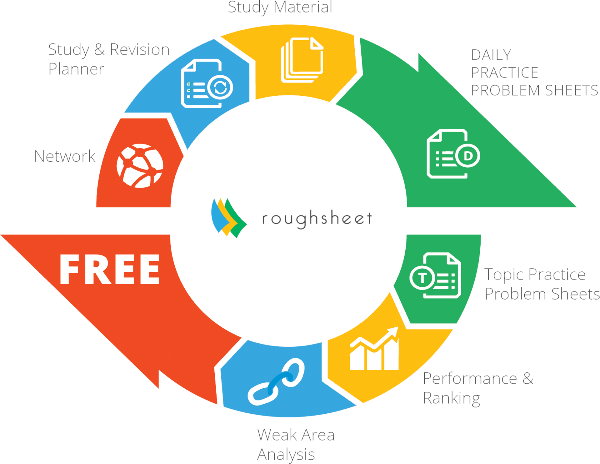 Study Material
Study & Revision
Planner
DAILY
PRACTICE
PROBLEM SHEETS
D
Network
roughsheet
FREE
T
Topic Practice
Problem Sheets
Performance &
Ranking
Weak Area
Analysis